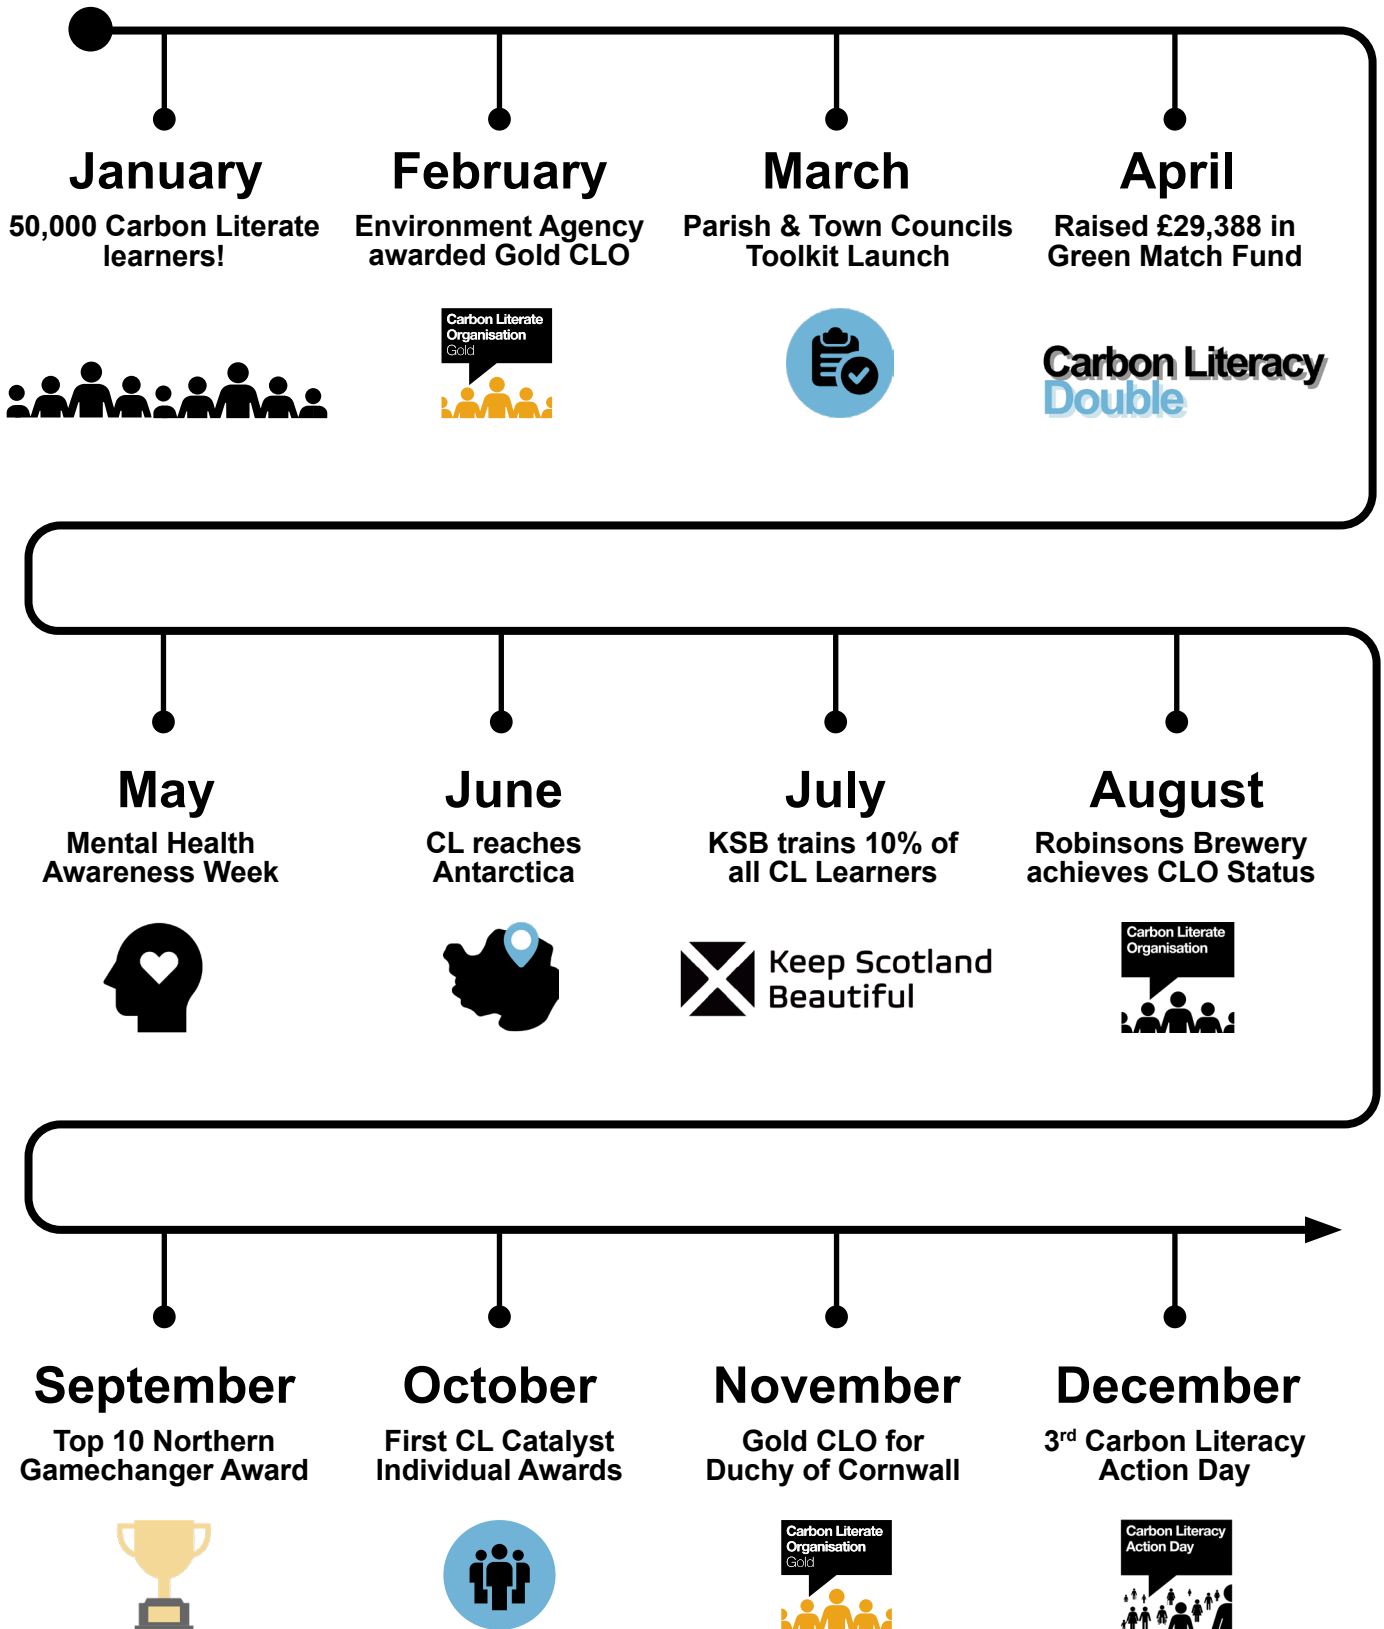 January
50,000 Carbon Literate
learners!
February
Environment Agency
awarded Gold CLO
Carbon Literate
Organisation
Gold
March
Parish & Town Councils
Toolkit Launch
April
Raised £29,388 in
Green Match Fund
Carbon Literacy
Double
May
Mental Health
Awareness Week
June
CL reaches
Antarctica
July
KSB trains 10% of
all CL Learners
Keep Scotland
Beautiful
August
Robinsons Brewery
achieves CLO Status
Carbon Literate
Organisation
September
Top 10 Northern
Gamechanger Award
October
First CL Catalyst
Individual Awards
November
Gold CLO for
Duchy of Cornwall
Carbon Literate
Organisation
Gold
December
3rd Carbon Literacy
Action Day
Carbon Literacy
Action Day